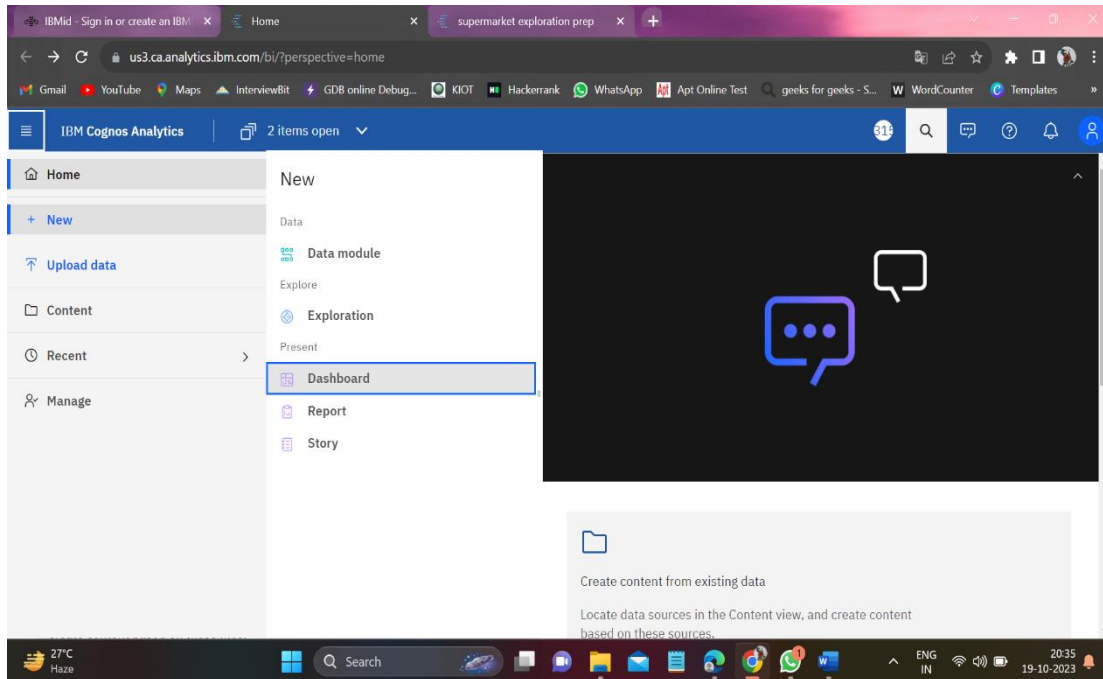 IBMid - Sign in or create an IBM
Home
supermarket exploration prep
us3.ca.analytics.ibm.com/bi/?perspective=home
Gmail YouTube Maps InterviewBit GDB online Debug... KIOT Hackerrank WhatsApp Apt Online Test geeks for geeks - S... WordCounter Templates »
IBM Cognos Analytics 2 items open
Home
New
Upload data
Content
Recent
Manage
New
Data
Data module
Explore
Exploration
Present
Dashboard
Report
Story
Create content from existing data
Locate data sources in the Content view, and create content
based on these sources.
27°C
Haze
Search
ENG
IN
20:35
19-10-2023